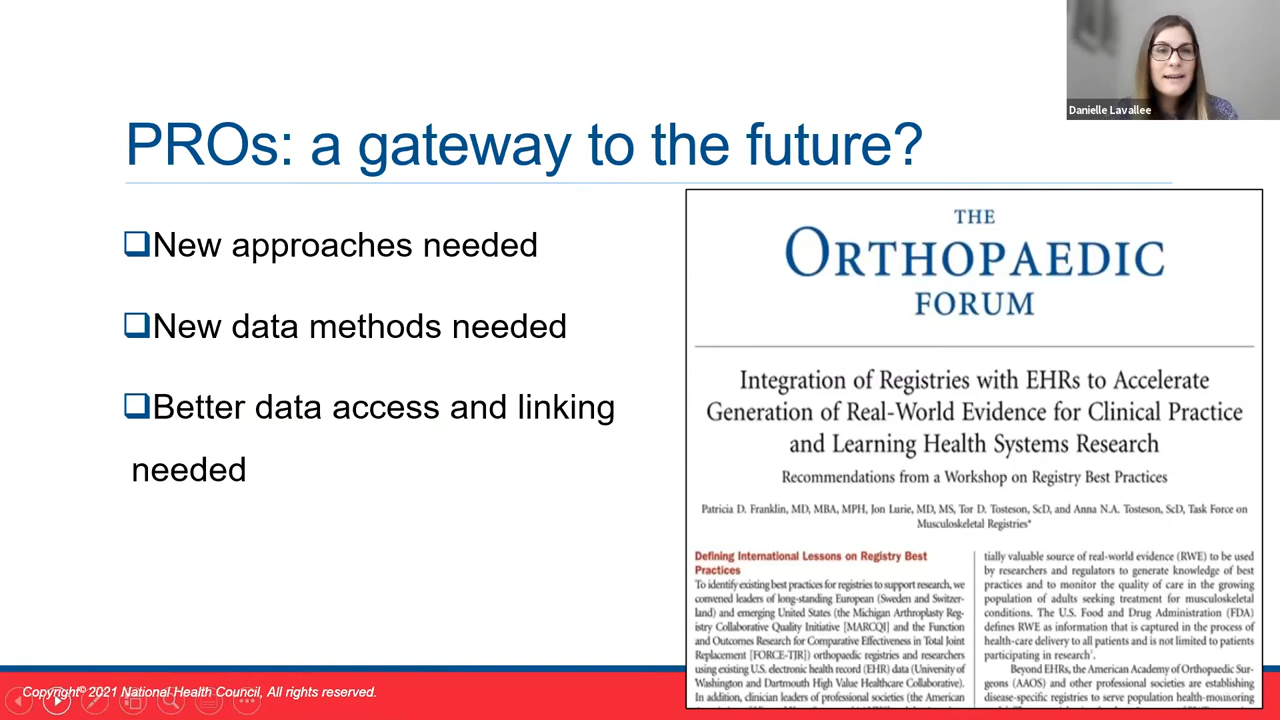 Danielle Lavallee
PROs: a gateway to the future?
New approaches needed
New data methods needed
Better data access and linking
needed
THE
ORTHOPAEDIC
FORUM
Integration of Registries with EHRs to Accelerate
Generation of Real-World Evidence for Clinical Practice
and Learning Health Systems Research
Recommendations from a Workshop on Registry Best Practices
Patricia D. Franklin, MD, MBA, MPH, Jon Lurie, MD, MS, Tor D. Tosteson, ScD, and Anna N.A. Tosteson, ScD, Task Force on
Musculoskeletal Registries*
Defining International Lessons on Registry Best
Practices
To identify existing best practices for registries to support research, we
convened leaders of long-standing European (Sweden and Switzer-
land) and emerging United States (the Michigan Arthroplasty Reg-
istry Collaborative Quality Initiative [MARCQI] and the Function
and Outcomes Research for Comparative Effectiveness in Total Joint
Replacement [FORCE-TJR]) orthopaedic registries and researchers
using existing U.S. electronic health record (EHR) data (University of
Washington and Dartmouth High Value Healthcare Collaborative).
In addition, clinician leaders of professional societies (the American
tially valuable source of real-world evidence (RWE) to be used
by researchers and regulators to generate knowledge of best
practices and to monitor the quality of care in the growing
population of adults seeking treatment for musculoskeletal
conditions. The U.S. Food and Drug Administration (FDA)
defines RWE as information that is captured in the process of
health-care delivery to all patients and is not limited to patients
participating in research¹.
Beyond EHRs, the American Academy of Orthopaedic Sur-
geons (AAOS) and other professional societies are establishing
disease-specific registries to serve population health-monitoring
Copyright© 2021 National Health Council, All rights reserved.